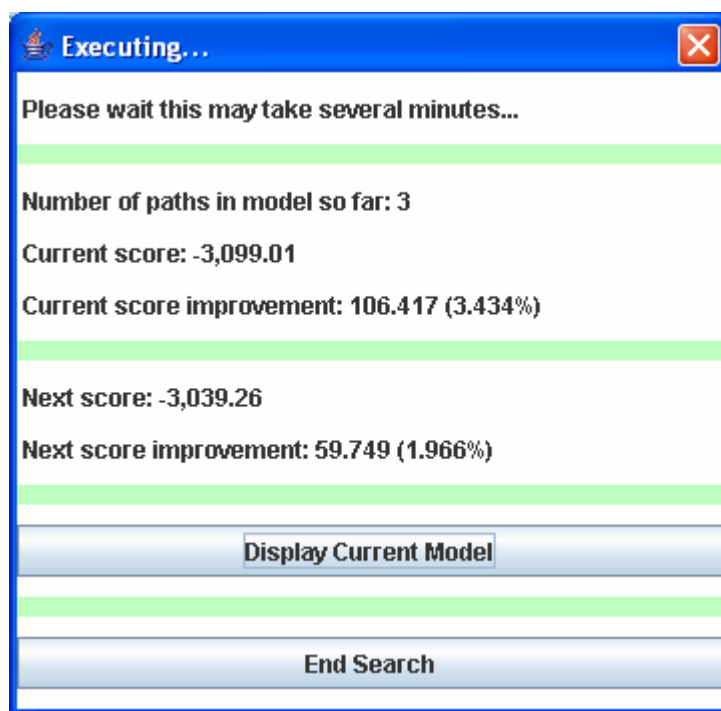 Executing...
Please wait this may take several minutes...
Number of paths in model so far: 3
Current score: -3,099.01
Current score improvement: 106.417 (3.434%)
Next score: -3,039.26
Next score improvement: 59.749 (1.966%)
Display Current Model
End Search